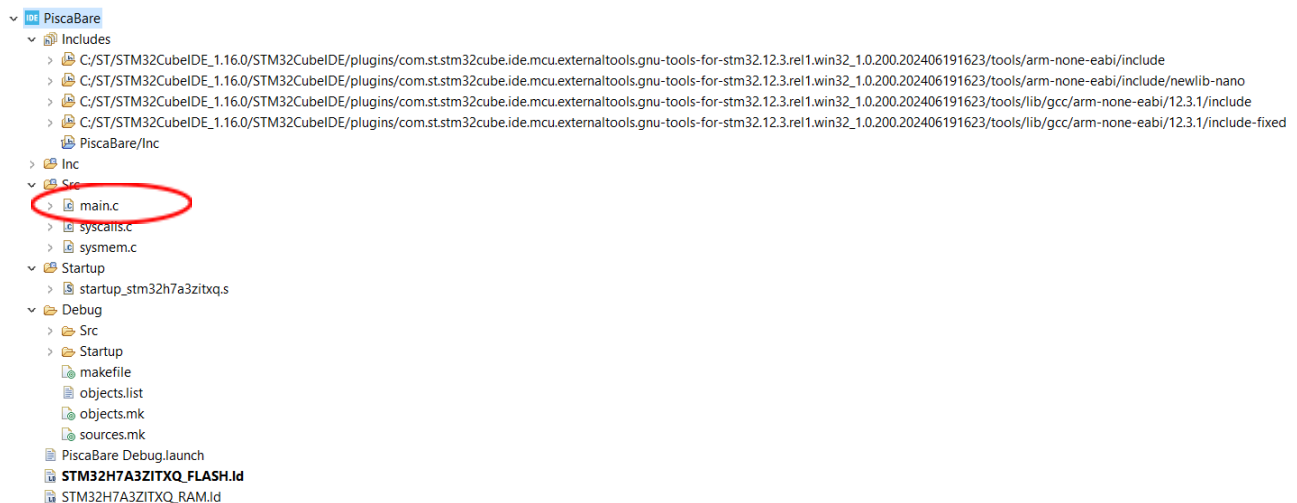 IDE PiscaBare
Includes
C:/ST/STM32CubeIDE_1.16.0/STM32CubeIDE/plugins/com.st.stm32cube.ide.mcu.externaltools.gnu-tools-for-stm32.12.3.rel1.win32_1.0.200.202406191623/tools/arm-none-eabi/include
C:/ST/STM32CubeIDE_1.16.0/STM32CubeIDE/plugins/com.st.stm32cube.ide.mcu.externaltools.gnu-tools-for-stm32.12.3.rel1.win32_1.0.200.202406191623/tools/arm-none-eabi/include/newlib-nano
C:/ST/STM32CubeIDE_1.16.0/STM32CubeIDE/plugins/com.st.stm32cube.ide.mcu.externaltools.gnu-tools-for-stm32.12.3.rel1.win32_1.0.200.202406191623/tools/lib/gcc/arm-none-eabi/12.3.1/include
C:/ST/STM32CubeIDE_1.16.0/STM32CubeIDE/plugins/com.st.stm32cube.ide.mcu.externaltools.gnu-tools-for-stm32.12.3.rel1.win32_1.0.200.202406191623/tools/lib/gcc/arm-none-eabi/12.3.1/include-fixed
PiscaBare/Inc
Inc
Src
main.c
syscalls.c
sysmem.c
Startup
startup_stm32h7a3zitxq.s
Debug
Src
Startup
makefile
objects.list
objects.mk
sources.mk
PiscaBare Debug.launch
STM32H7A3ZITXQ_FLASH.ld
STM32H7A3ZITXQ_RAM.ld